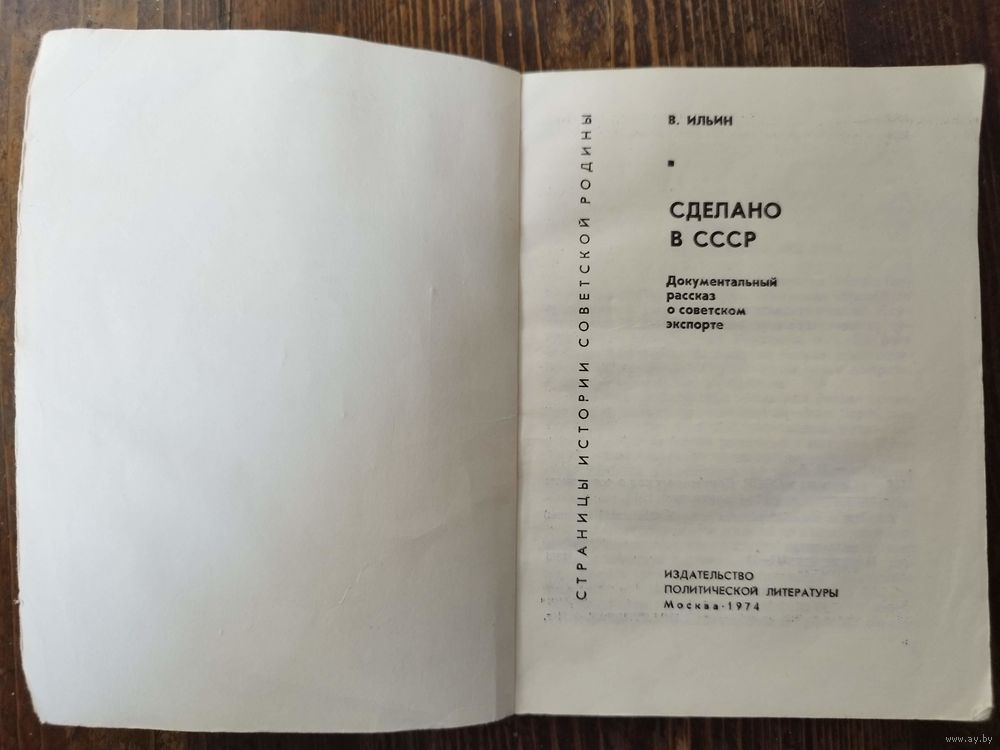 СТРАНИЦЫ ИСТОРИИ СОВЕТСКОЙ РОДИНЫ
В. ИЛЬИН
СДЕЛАНО
В СССР
Документальный
рассказ
о советском
экспорте
ИЗДАТЕЛЬСТВО
ПОЛИТИЧЕСКОЙ ЛИТЕРАТУРЫ
Москва·1974
www.ay.by